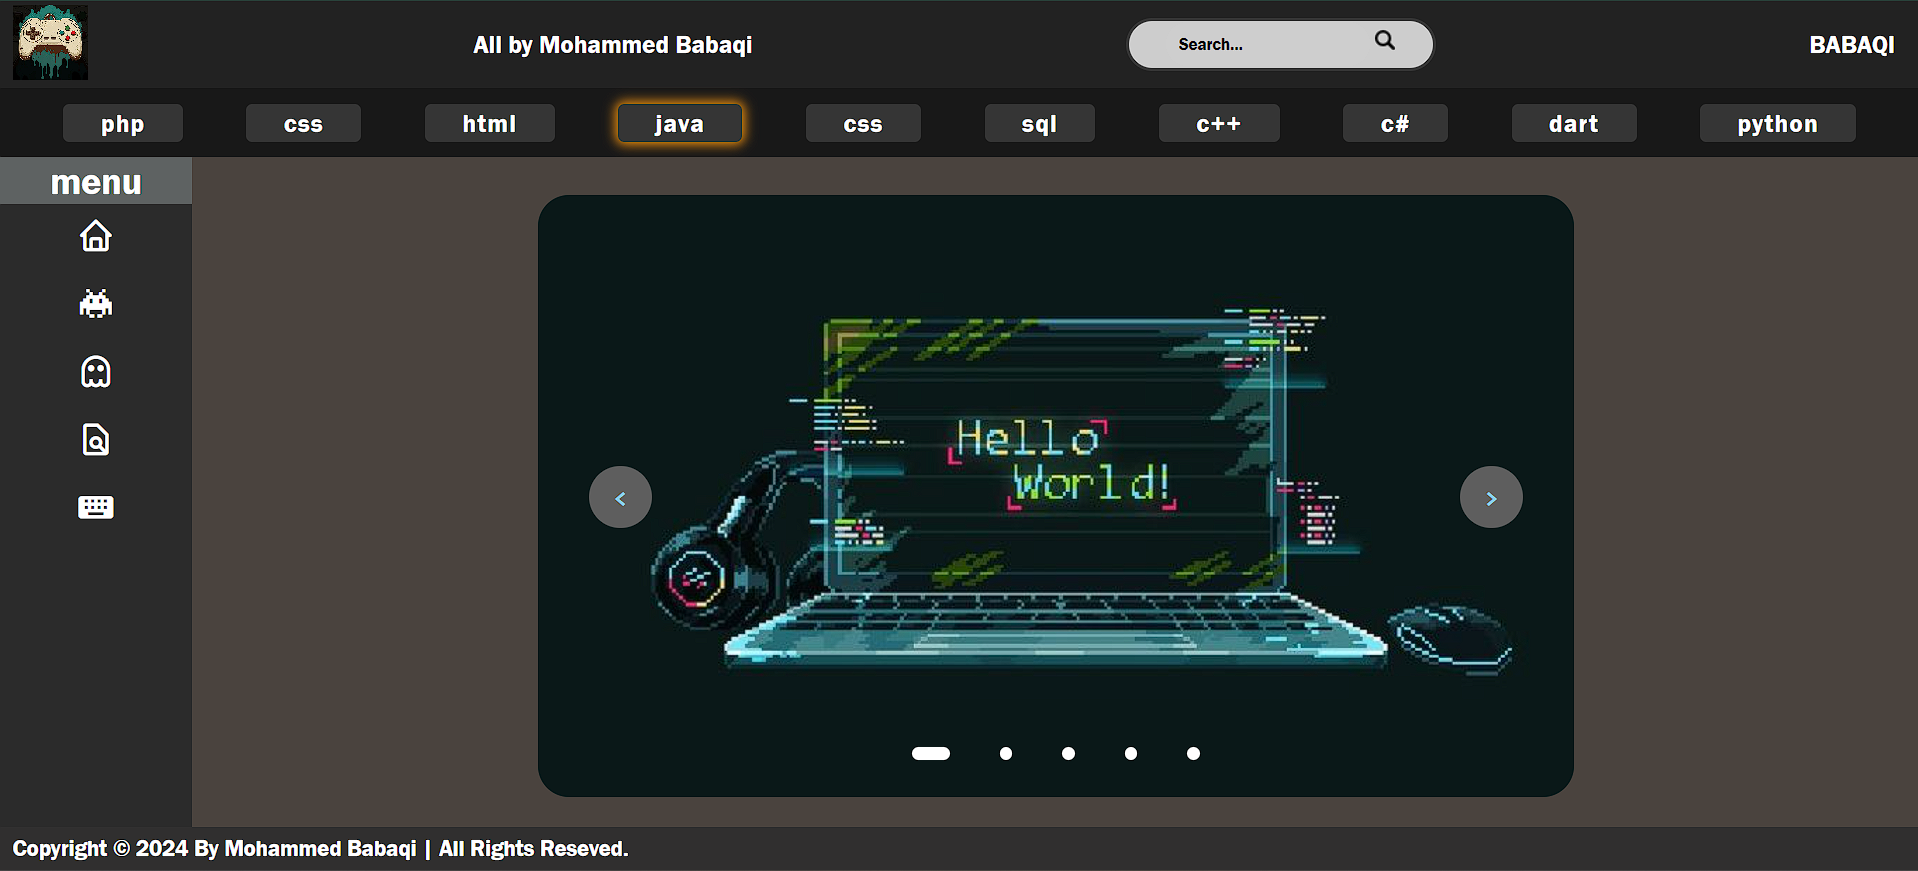 All by Mohammed Babaqi
Search...
BABAQI
php
css
html
java
css
sql
c++
c#
dart
python
menu
Hello
World!
<
>
Copyright © 2024 By Mohammed Babaqi | All Rights Reseved.